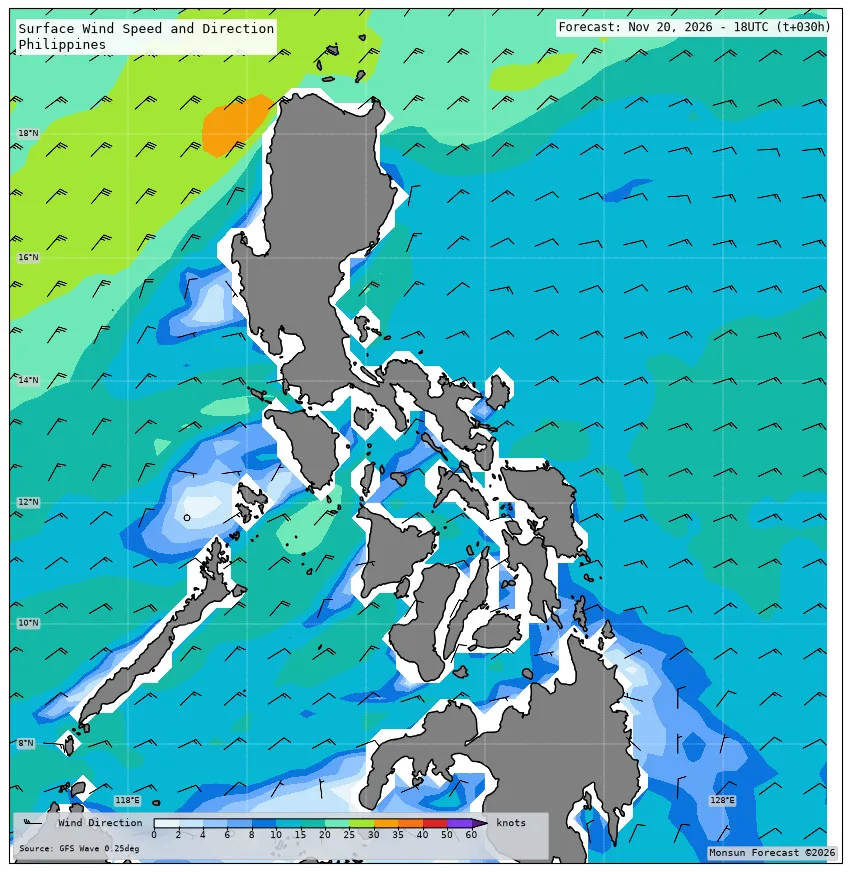 Surface Wind Speed and Direction
Philippines
Forecast: Nov 20, 2026 - 18UTC (t+030h)
18°N
16°N
14°N
12°N
10°N
8°N
118°E
128°E
Wind Direction
0 2 4 6 8 10 15 20 25 30 35 40 50 60
knots
Source: GFS Wave 0.25deg
Monsun Forecast ©2026